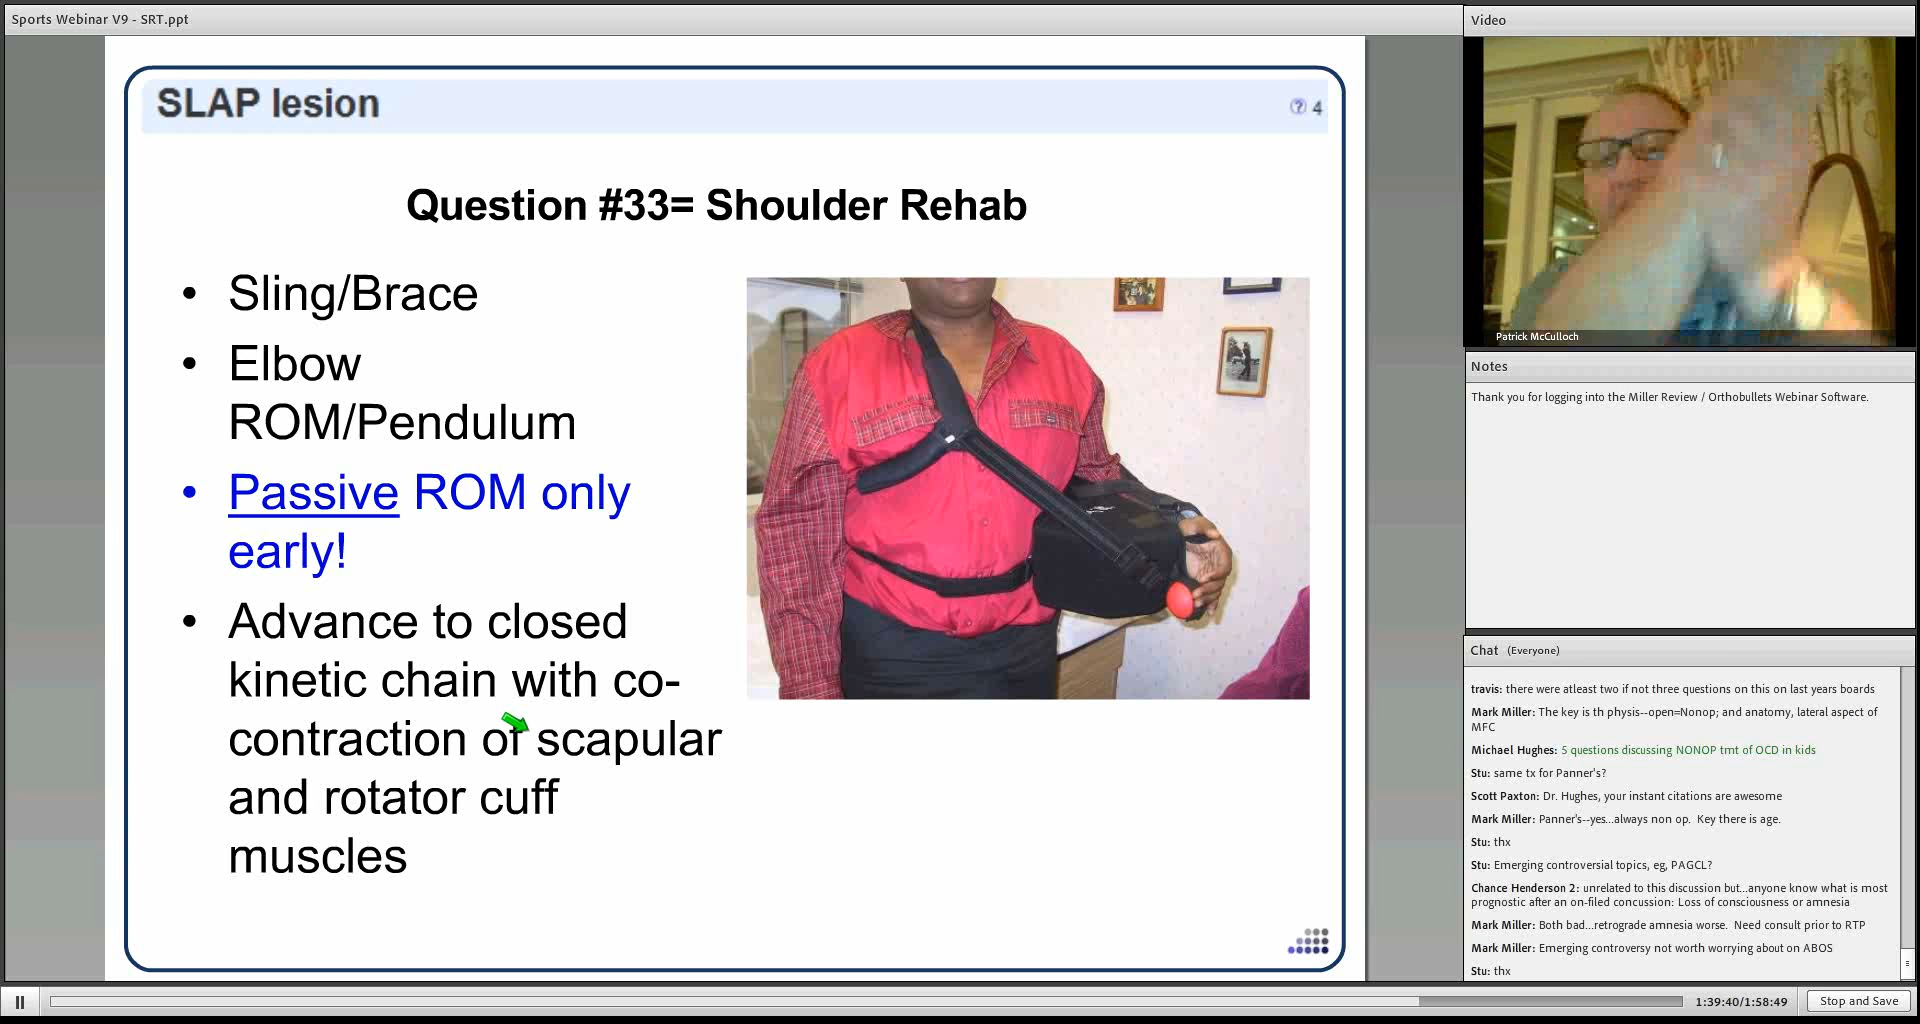 Sports Webinar V9 - SRT.ppt
SLAP lesion
4
Question #33= Shoulder Rehab
• Sling/Brace
• Elbow
ROM/Pendulum
• Passive ROM only
early!
• Advance to closed
kinetic chain with co-
contraction of scapular
and rotator cuff
muscles
Video
Patrick McCulloch
Notes
Thank you for logging into the Miller Review / Orthobullets Webinar Software.
Chat (Everyone)
travis: there were atleast two if not three questions on this on last years boards
Mark Miller: The key is th physis--open=Nonop; and anatomy, lateral aspect of
MFC
Michael Hughes: 5 questions discussing NONOP tmt of OCD in kids
Stu: same tx for Panner's?
Scott Paxton: Dr. Hughes, your instant citations are awesome
Mark Miller: Panner's--yes...always non op. Key there is age.
Stu: thx
Stu: Emerging controversial topics, eg, PAGCL?
Chance Henderson 2: unrelated to this discussion but...anyone know what is most
prognostic after an on-filed concussion: Loss of consciousness or amnesia
Mark Miller: Both bad...retrograde amnesia worse. Need consult prior to RTP
Mark Miller: Emerging controversy not worth worrying about on ABOS
Stu: thx
1:39:40/1:58:49
Stop and Save